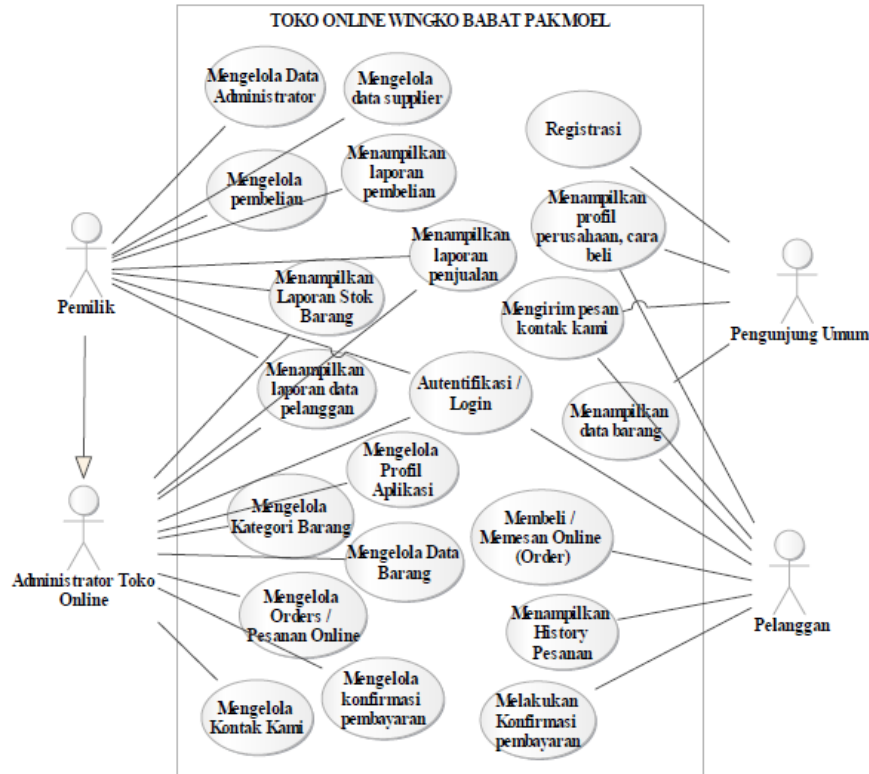 TOKO ONLINE WINGKO BABAT PAK MOEL
Mengelola Data
Administrator
Mengelola
data supplier
Registrasi
Mengelola
pembelian
Menampilkan
laporan
pembelian
Menampilkan
profil
perusahaan, cara
beli
Pemilik
Menampilkan
laporan
penjualan
Menampilkan
Laporan Stok
Barang
Mengirim pesan
kontak kami
Pengunjung Umum
Menampilkan
laporan data
pelanggan
Autentifikasi /
Login
Menampilkan
data barang
Mengelola
Profil
Aplikasi
Mengelola
Kategori Barang
Membeli /
Memesan Online
(Order)
Administrator Toko
Online
Mengelola Data
Barang
Mengelola
Orders /
Pesanan Online
Menampilkan
History
Pesanan
Pelanggan
Mengelola
Kontak Kami
Mengelola
konfirmasi
pembayaran
Melakukan
Konfirmasi
pembayaran